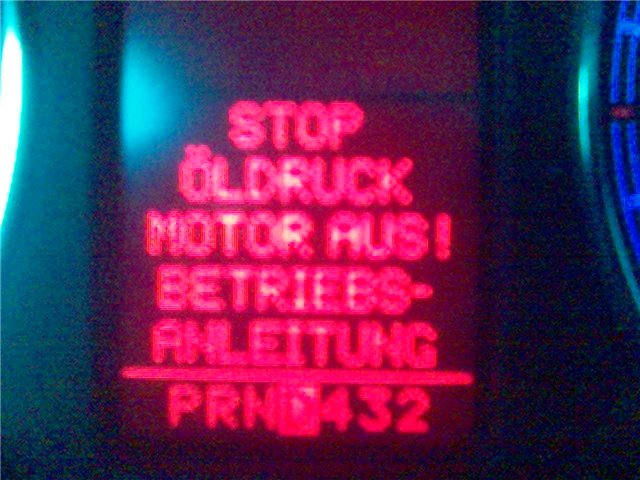 STOP
ÖLDRUCK
MOTOR AUS!
BETRIEBS-
ANLEITUNG
PRND432